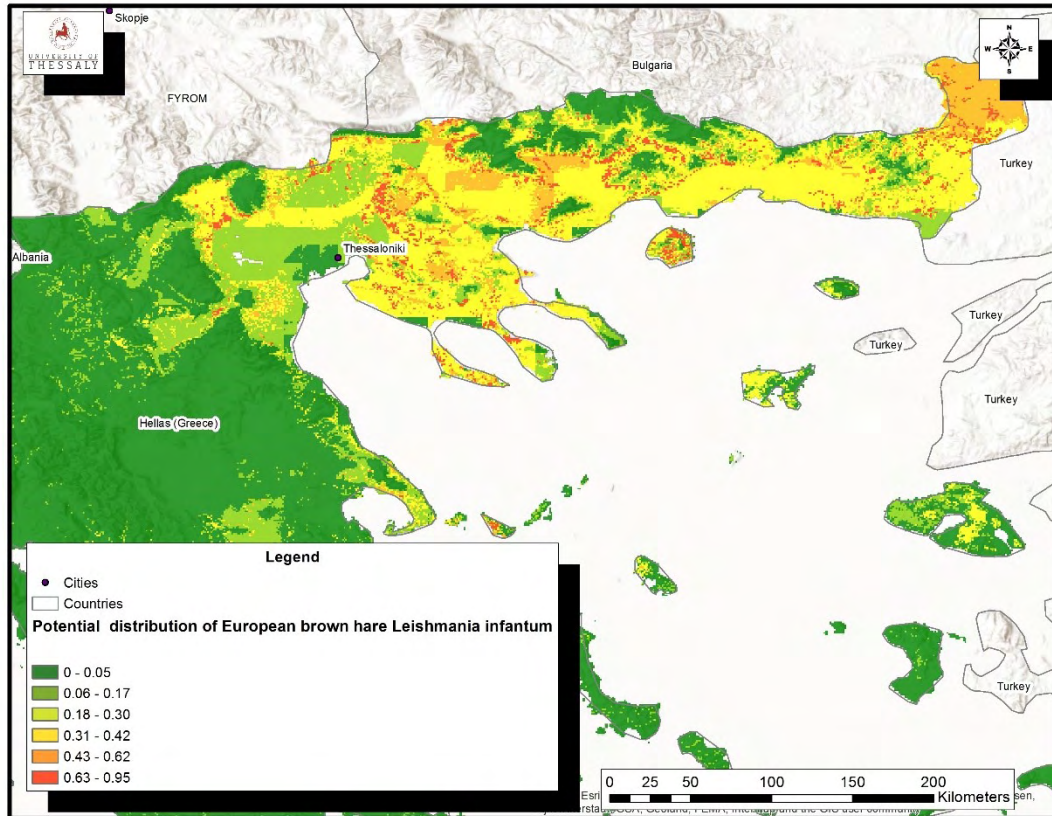 Skopje
UNIVERSITY OF
THESSALY
N
W
E
S
Bulgaria
FYROM
Turkey
Thessaloniki
Albania
Turkey
Turkey
Turkey
Hellas (Greece)
Turkey
Legend
Cities
Countries
Potential distribution of European brown hare Leishmania infantum
0 - 0.05
0.06 - 0.17
0.18 - 0.30
0.31 - 0.42
0.43 - 0.62
0.63 - 0.95
0 25 50 100 150 200
Kilometers
Esri